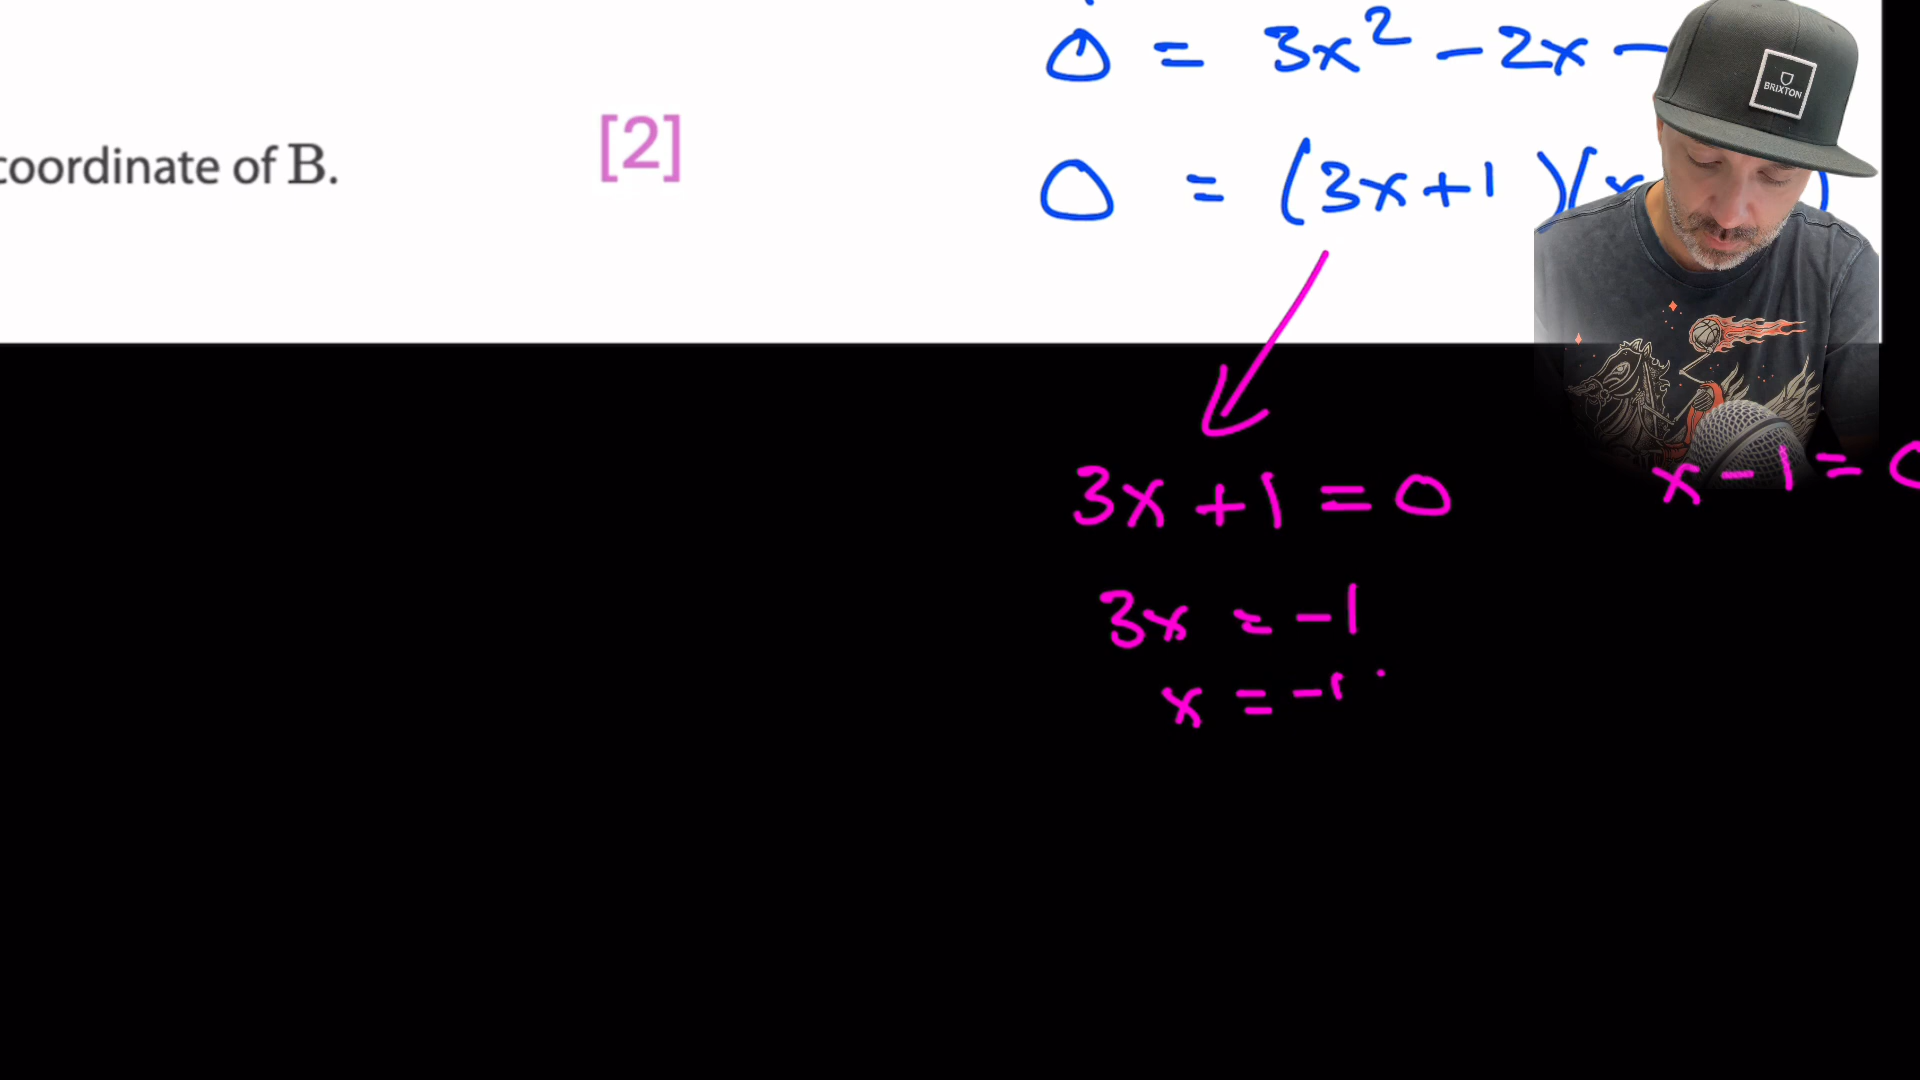 0 = 3x² - 2x -
coordinate of B.
[2]
0 = (3x+1)(x
BRIXTON
3x + 1 = 0
x - 1 = 0
3x = -1
x = -1